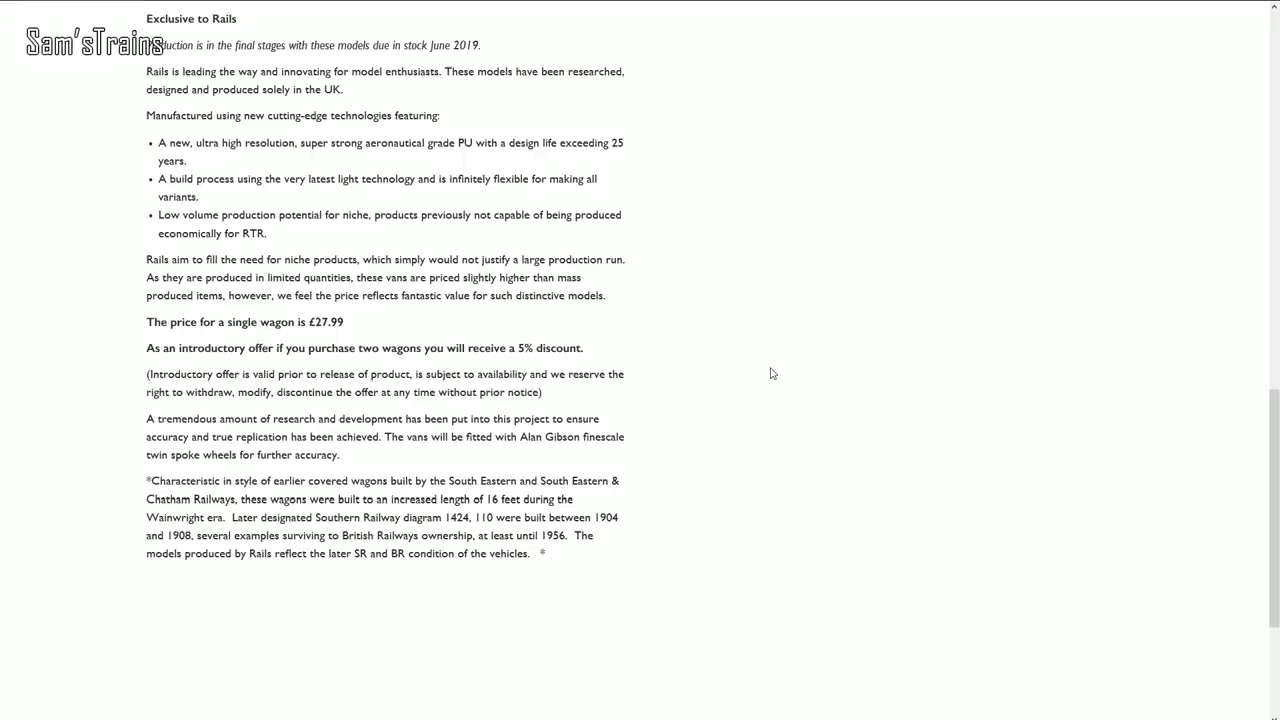 Exclusive to Rails
Sam'sTrains
duction is in the final stages with these models due in stock June 2019.
Rails is leading the way and innovating for model enthusiasts. These models have been researched,
designed and produced solely in the UK.
Manufactured using new cutting-edge technologies featuring:
• A new, ultra high resolution, super strong aeronautical grade PU with a design life exceeding 25
years.
• A build process using the very latest light technology and is infinitely flexible for making all
variants.
• Low volume production potential for niche, products previously not capable of being produced
economically for RTR.
Rails aim to fill the need for niche products, which simply would not justify a large production run.
As they are produced in limited quantities, these vans are priced slightly higher than mass
produced items, however, we feel the price reflects fantastic value for such distinctive models.
The price for a single wagon is £27.99
As an introductory offer if you purchase two wagons you will receive a 5% discount.
(Introductory offer is valid prior to release of product, is subject to availability and we reserve the
right to withdraw, modify, discontinue the offer at any time without prior notice)
A tremendous amount of research and development has been put into this project to ensure
accuracy and true replication has been achieved. The vans will be fitted with Alan Gibson finescale
twin spoke wheels for further accuracy.
*Characteristic in style of earlier covered wagons built by the South Eastern and South Eastern &
Chatham Railways, these wagons were built to an increased length of 16 feet during the
Wainwright era. Later designated Southern Railway diagram 1424, 110 were built between 1904
and 1908, several examples surviving to British Railways ownership, at least until 1956. The
models produced by Rails reflect the later SR and BR condition of the vehicles. *